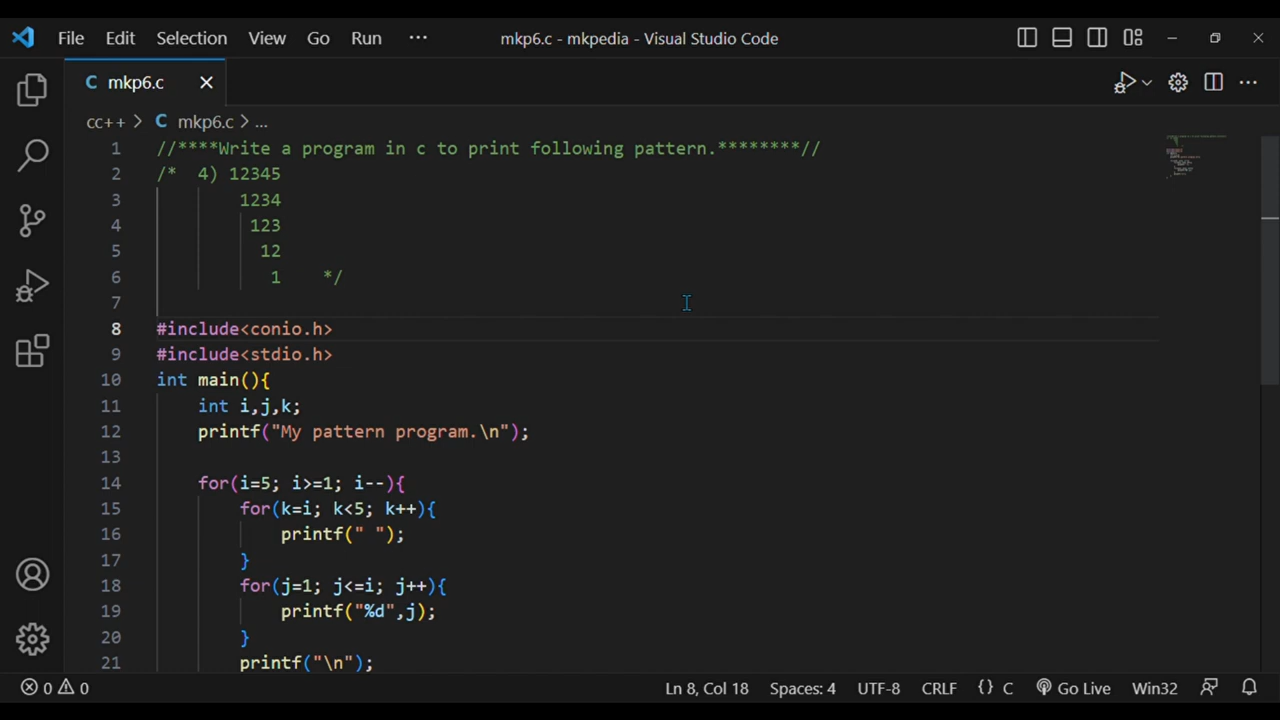 File Edit Selection View Go Run ··· mkp6.c - mkpedia - Visual Studio Code
C mkp6.c
cc++ > C mkp6.c > ...
1 //****Write a program in c to print following pattern.********//
2 /*  4) 12345
3         1234
4          123
5           12
6            1    */
7
8 #include<conio.h>
9 #include<stdio.h>
10 int main(){
11     int i,j,k;
12     printf("My pattern program.\n");
13
14     for(i=5; i>=1; i--){
15         for(k=i; k<5; k++){
16             printf(" ");
17         }
18         for(j=1; j<=i; j++){
19             printf("%d",j);
20         }
21         printf("\n");
0 0 Ln 8, Col 18 Spaces: 4 UTF-8 CRLF {} C Go Live Win32